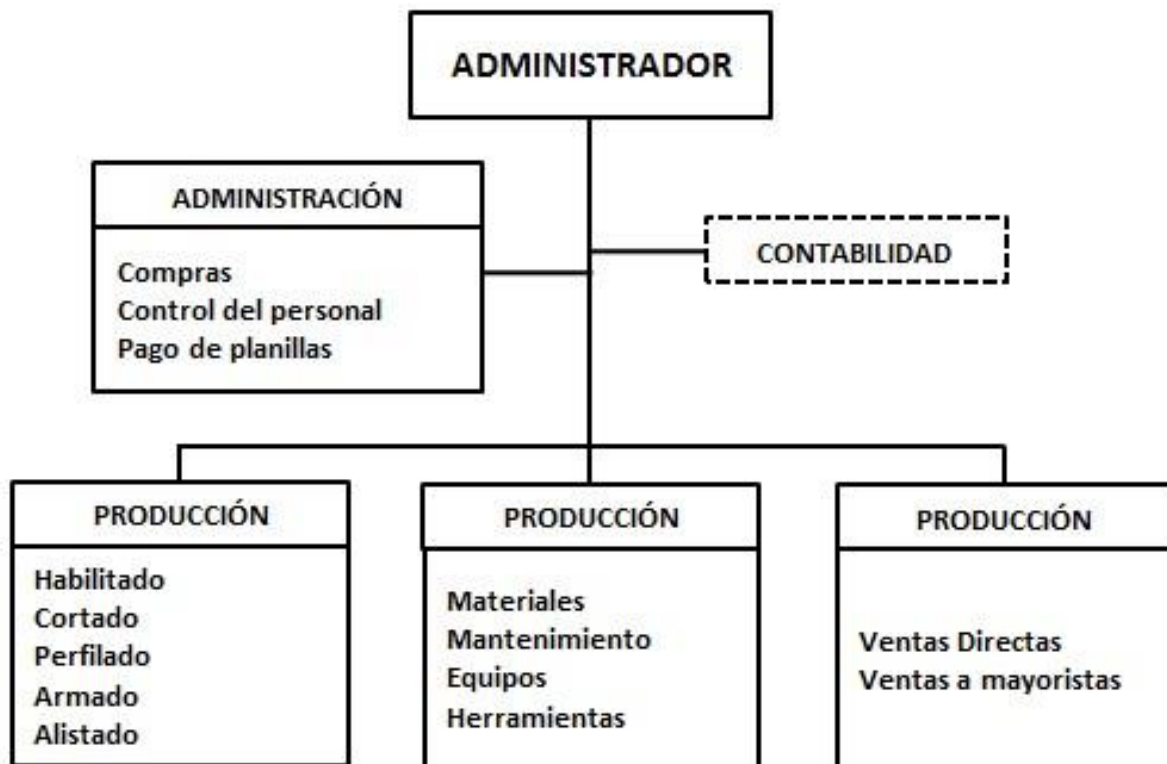 ADMINISTRADOR
ADMINISTRACIÓN
Compras
Control del personal
Pago de planillas
CONTABILIDAD
PRODUCCIÓN
Habilitado
Cortado
Perfilado
Armado
Alistado
PRODUCCIÓN
Materiales
Mantenimiento
Equipos
Herramientas
PRODUCCIÓN
Ventas Directas
Ventas a mayoristas